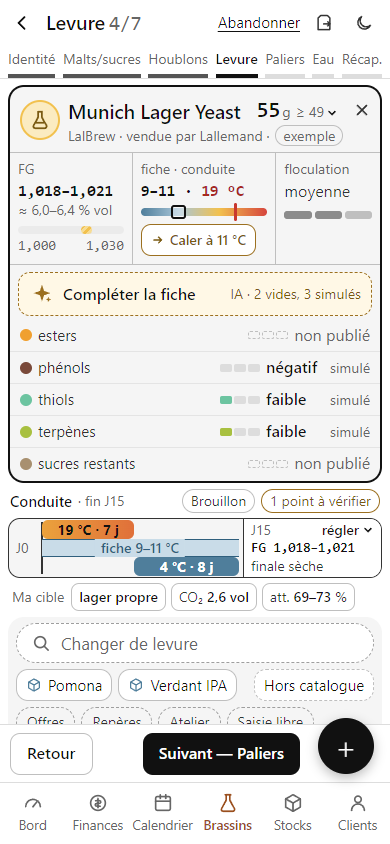 Levure 4/7 Abandonner
Identité Malts/sucres Houblons Levure Paliers Eau Récap.
Munich Lager Yeast 55 g ≥ 49
LalBrew · vendue par Lallemand · exemple
FG fiche · conduite floculation
1,018–1,021 9–11 · 19 °C moyenne
≈ 6,0–6,4 % vol
1,000 1,030 → Caler à 11 °C
Compléter la fiche IA · 2 vides, 3 simulés
esters non publié
phénols négatif simulé
thiols faible simulé
terpènes faible simulé
sucres restants non publié
Conduite · fin J15 Brouillon 1 point à vérifier
19 °C · 7 j J15 régler
J0 fiche 9–11 °C FG 1,018–1,021
4 °C · 8 j finale sèche
Ma cible lager propre CO₂ 2,6 vol att. 69–73 %
Changer de levure
Pomona Verdant IPA Hors catalogue
Offres Repères Atelier Saisie libre
Retour Suivant — Paliers +
Bord Finances Calendrier Brassins Stocks Clients